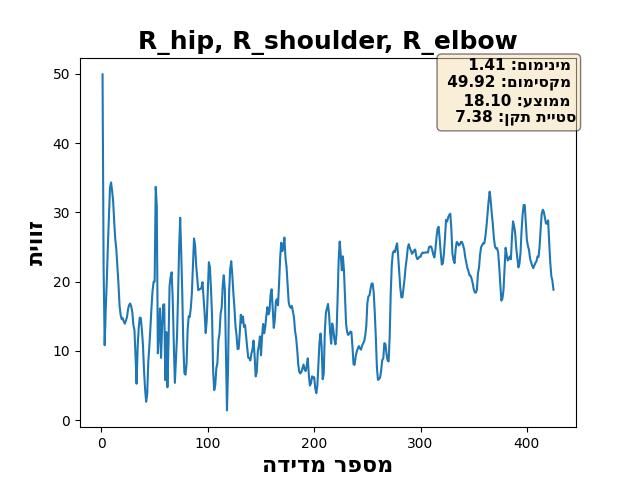 R_hip, R_shoulder, R_elbow
מינימום: 1.41
מקסימום: 49.92
ממוצע: 18.10
סטיית תקן: 7.38
זווית
50
40
30
20
10
0
0 100 200 300 400
מספר מדידה